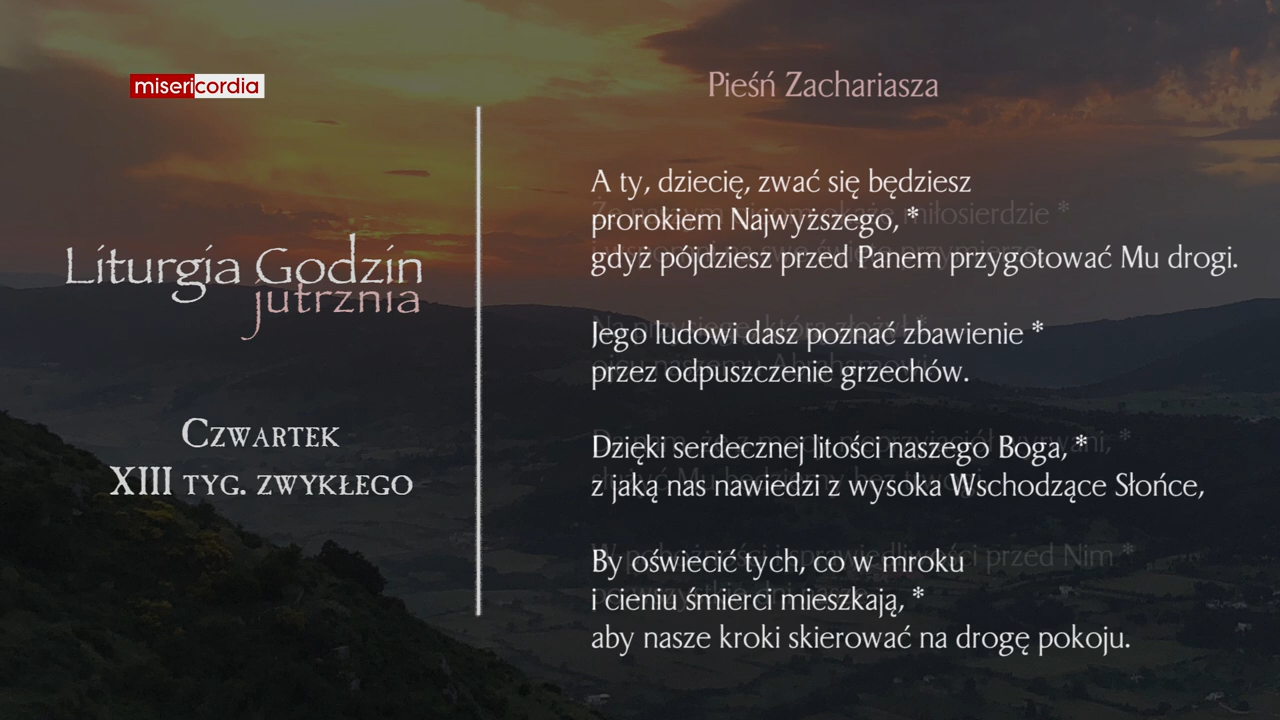 misericordia
Liturgia Godzin
jutrznia
Czwartek
XIII tyg. zwykłego
Pieśń Zachariasza
A ty, dziecię, zwać się będziesz
prorokiem Najwyższego, *
gdyż pójdziesz przed Panem przygotować Mu drogi.
Jego ludowi dasz poznać zbawienie *
przez odpuszczenie grzechów.
Dzięki serdecznej litości naszego Boga, *
z jaką nas nawiedzi z wysoka Wschodzące Słońce,
By oświecić tych, co w mroku
i cieniu śmierci mieszkają, *
aby nasze kroki skierować na drogę pokoju.